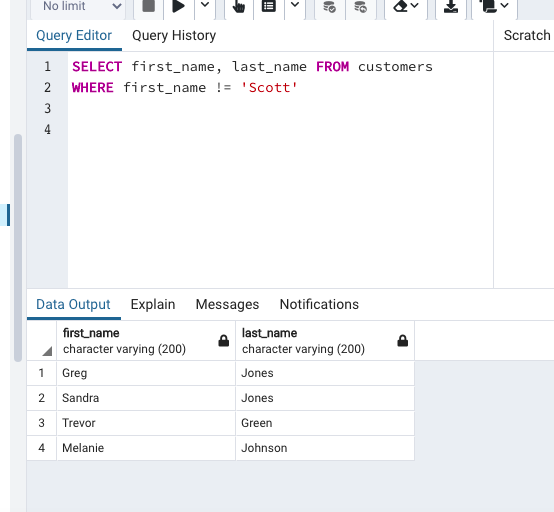 No limit
Query Editor Query History Scratch
1 SELECT first_name, last_name FROM customers
2 WHERE first_name != 'Scott'
3
4
Data Output Explain Messages Notifications
first_name last_name
character varying (200) character varying (200)
1 Greg Jones
2 Sandra Jones
3 Trevor Green
4 Melanie Johnson